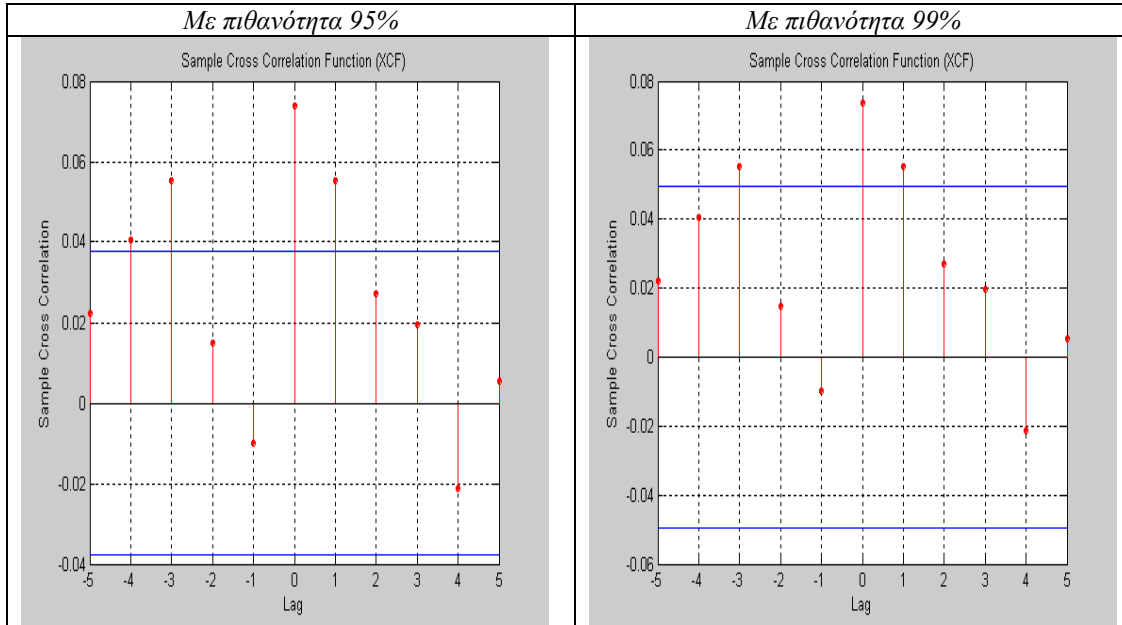 Με πιθανότητα 95%
Sample Cross Correlation Function (XCF)
0.08
0.06
0.04
0.02
0
-0.02
-0.04
Sample Cross Correlation
-5 -4 -3 -2 -1 0 1 2 3 4 5
Lag
Με πιθανότητα 99%
Sample Cross Correlation Function (XCF)
0.08
0.06
0.04
0.02
0
-0.02
-0.04
-0.06
Sample Cross Correlation
-5 -4 -3 -2 -1 0 1 2 3 4 5
Lag